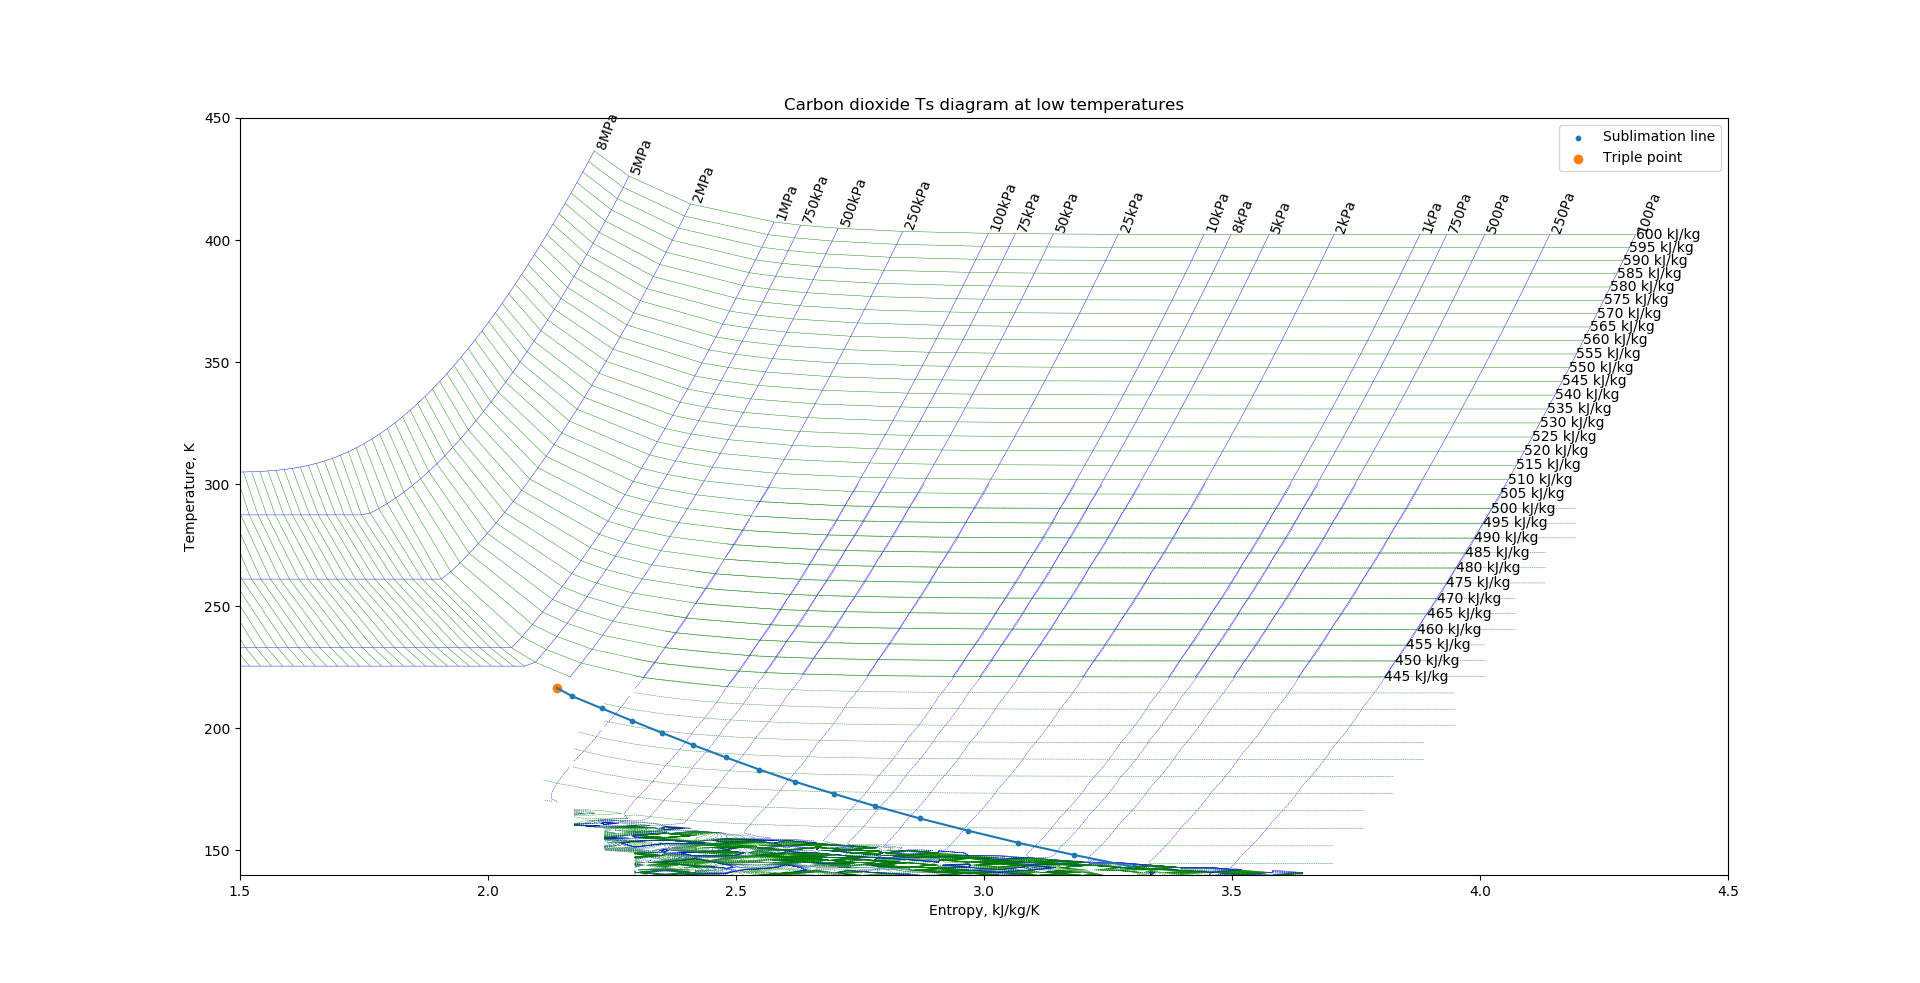 Carbon dioxide Ts diagram at low temperatures
Sublimation line
Triple point
8MPa
5MPa
2MPa
1MPa
750kPa
500kPa
250kPa
100kPa
75kPa
50kPa
25kPa
10kPa
8kPa
5kPa
2kPa
1kPa
750Pa
500Pa
250Pa
100Pa
600 kJ/kg
595 kJ/kg
590 kJ/kg
585 kJ/kg
580 kJ/kg
575 kJ/kg
570 kJ/kg
565 kJ/kg
560 kJ/kg
555 kJ/kg
550 kJ/kg
545 kJ/kg
540 kJ/kg
535 kJ/kg
530 kJ/kg
525 kJ/kg
520 kJ/kg
515 kJ/kg
510 kJ/kg
505 kJ/kg
500 kJ/kg
495 kJ/kg
490 kJ/kg
485 kJ/kg
480 kJ/kg
475 kJ/kg
470 kJ/kg
465 kJ/kg
460 kJ/kg
455 kJ/kg
450 kJ/kg
445 kJ/kg
Temperature, K
450
400
350
300
250
200
150
1.5 2.0 2.5 3.0 3.5 4.0 4.5
Entropy, kJ/kg/K